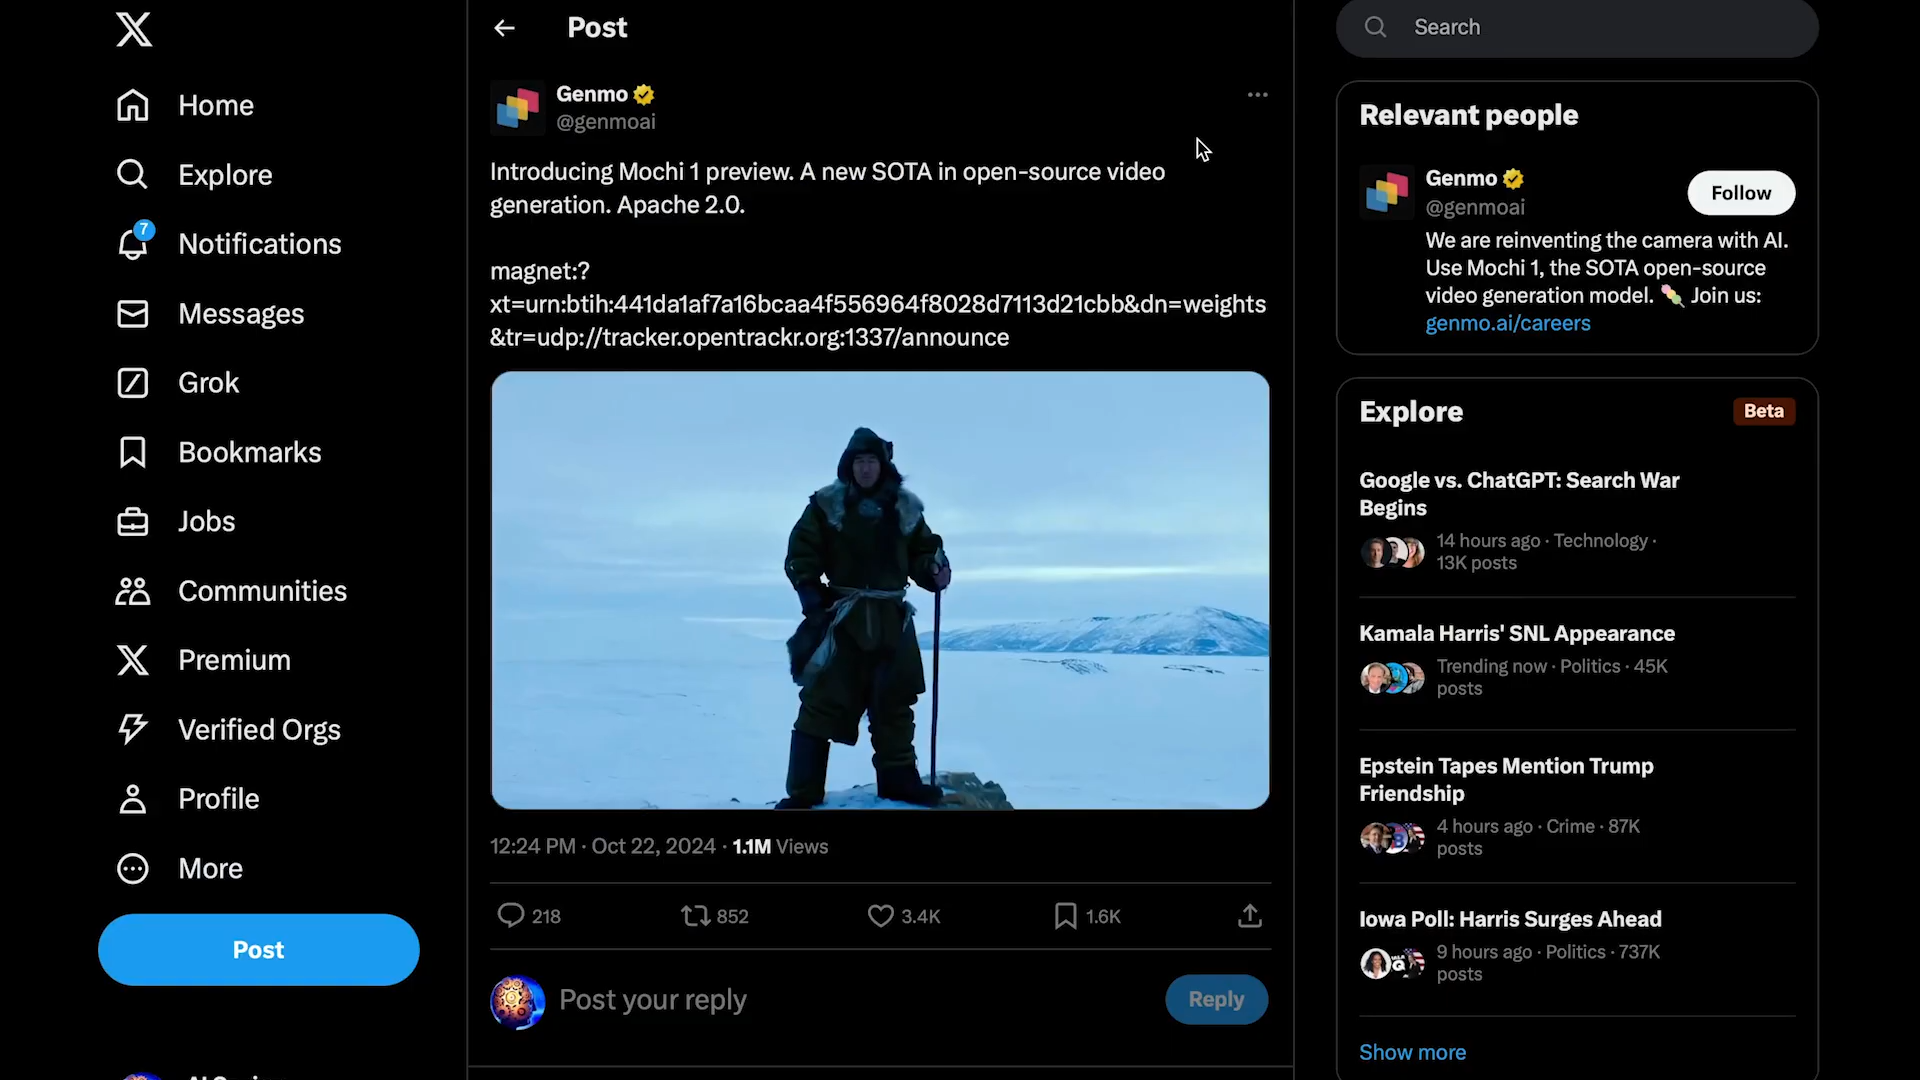 Home
Explore
Notifications
7
Messages
Grok
Bookmarks
Jobs
Communities
Premium
Verified Orgs
Profile
More
Post
Post
Genmo
@genmoai
Introducing Mochi 1 preview. A new SOTA in open-source video
generation. Apache 2.0.
magnet:?
xt=urn:btih:441da1af7a16bcaa4f556964f8028d7113d21cbb&dn=weights
&tr=udp://tracker.opentrackr.org:1337/announce
12:24 PM · Oct 22, 2024 · 1.1M Views
218 852 3.4K 1.6K
Post your reply
Reply
Search
Relevant people
Genmo
@genmoai
Follow
We are reinventing the camera with AI.
Use Mochi 1, the SOTA open-source
video generation model. 🍡 Join us:
genmo.ai/careers
Explore
Beta
Google vs. ChatGPT: Search War
Begins
14 hours ago · Technology ·
13K posts
Kamala Harris' SNL Appearance
Trending now · Politics · 45K
posts
Epstein Tapes Mention Trump
Friendship
4 hours ago · Crime · 87K
posts
Iowa Poll: Harris Surges Ahead
9 hours ago · Politics · 737K
posts
Show more